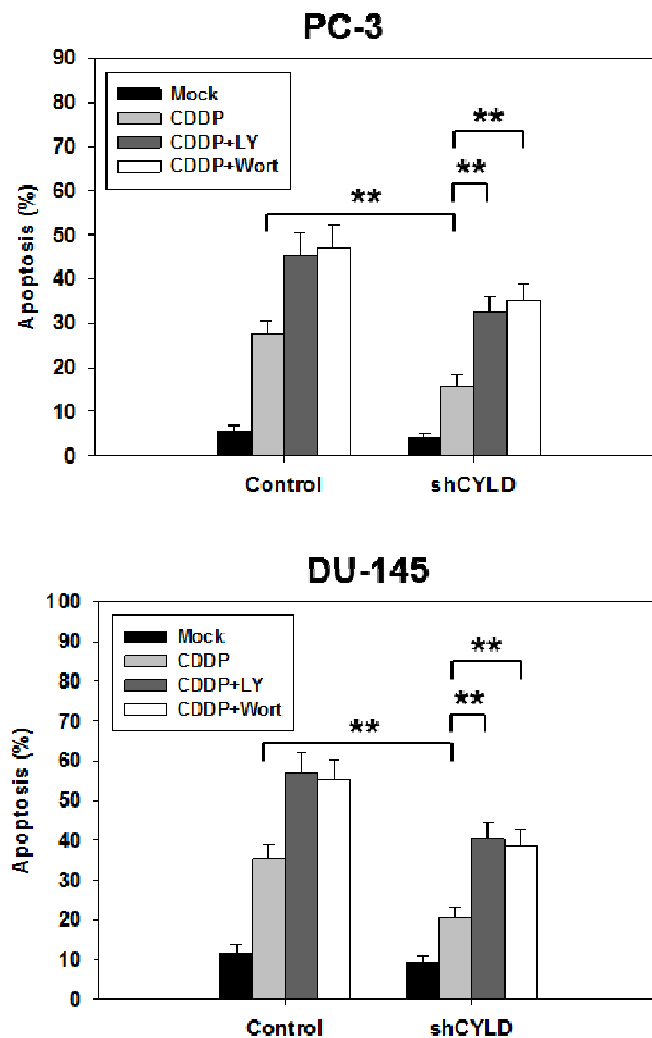 PC-3
90
80
70
60
50
40
30
20
10
0
Apoptosis (%)
Mock
CDDP
CDDP+LY
CDDP+Wort
**
**
**
Control
shCYLD
DU-145
100
90
80
70
60
50
40
30
20
10
0
Apoptosis (%)
Mock
CDDP
CDDP+LY
CDDP+Wort
**
**
**
Control
shCYLD